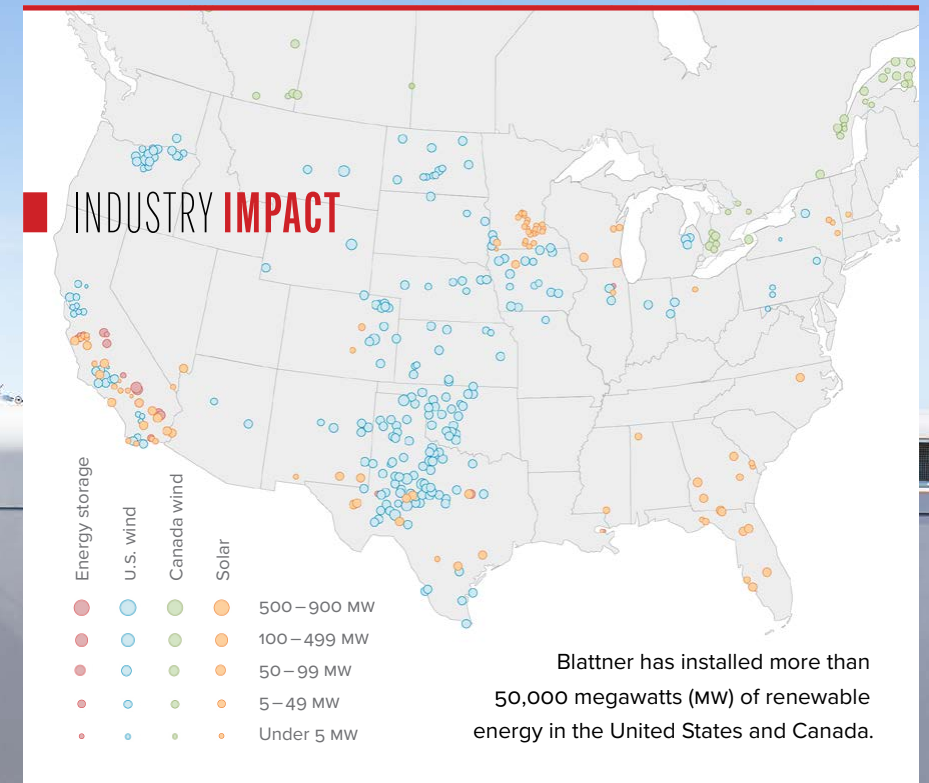 INDUSTRY IMPACT
Energy storage
U.s. wind
Canada wind
Solar
500–900 MW
100–499 MW
50–99 MW
5–49 MW
Under 5 MW
Blattner has installed more than
50,000 megawatts (MW) of renewable
energy in the United States and Canada.